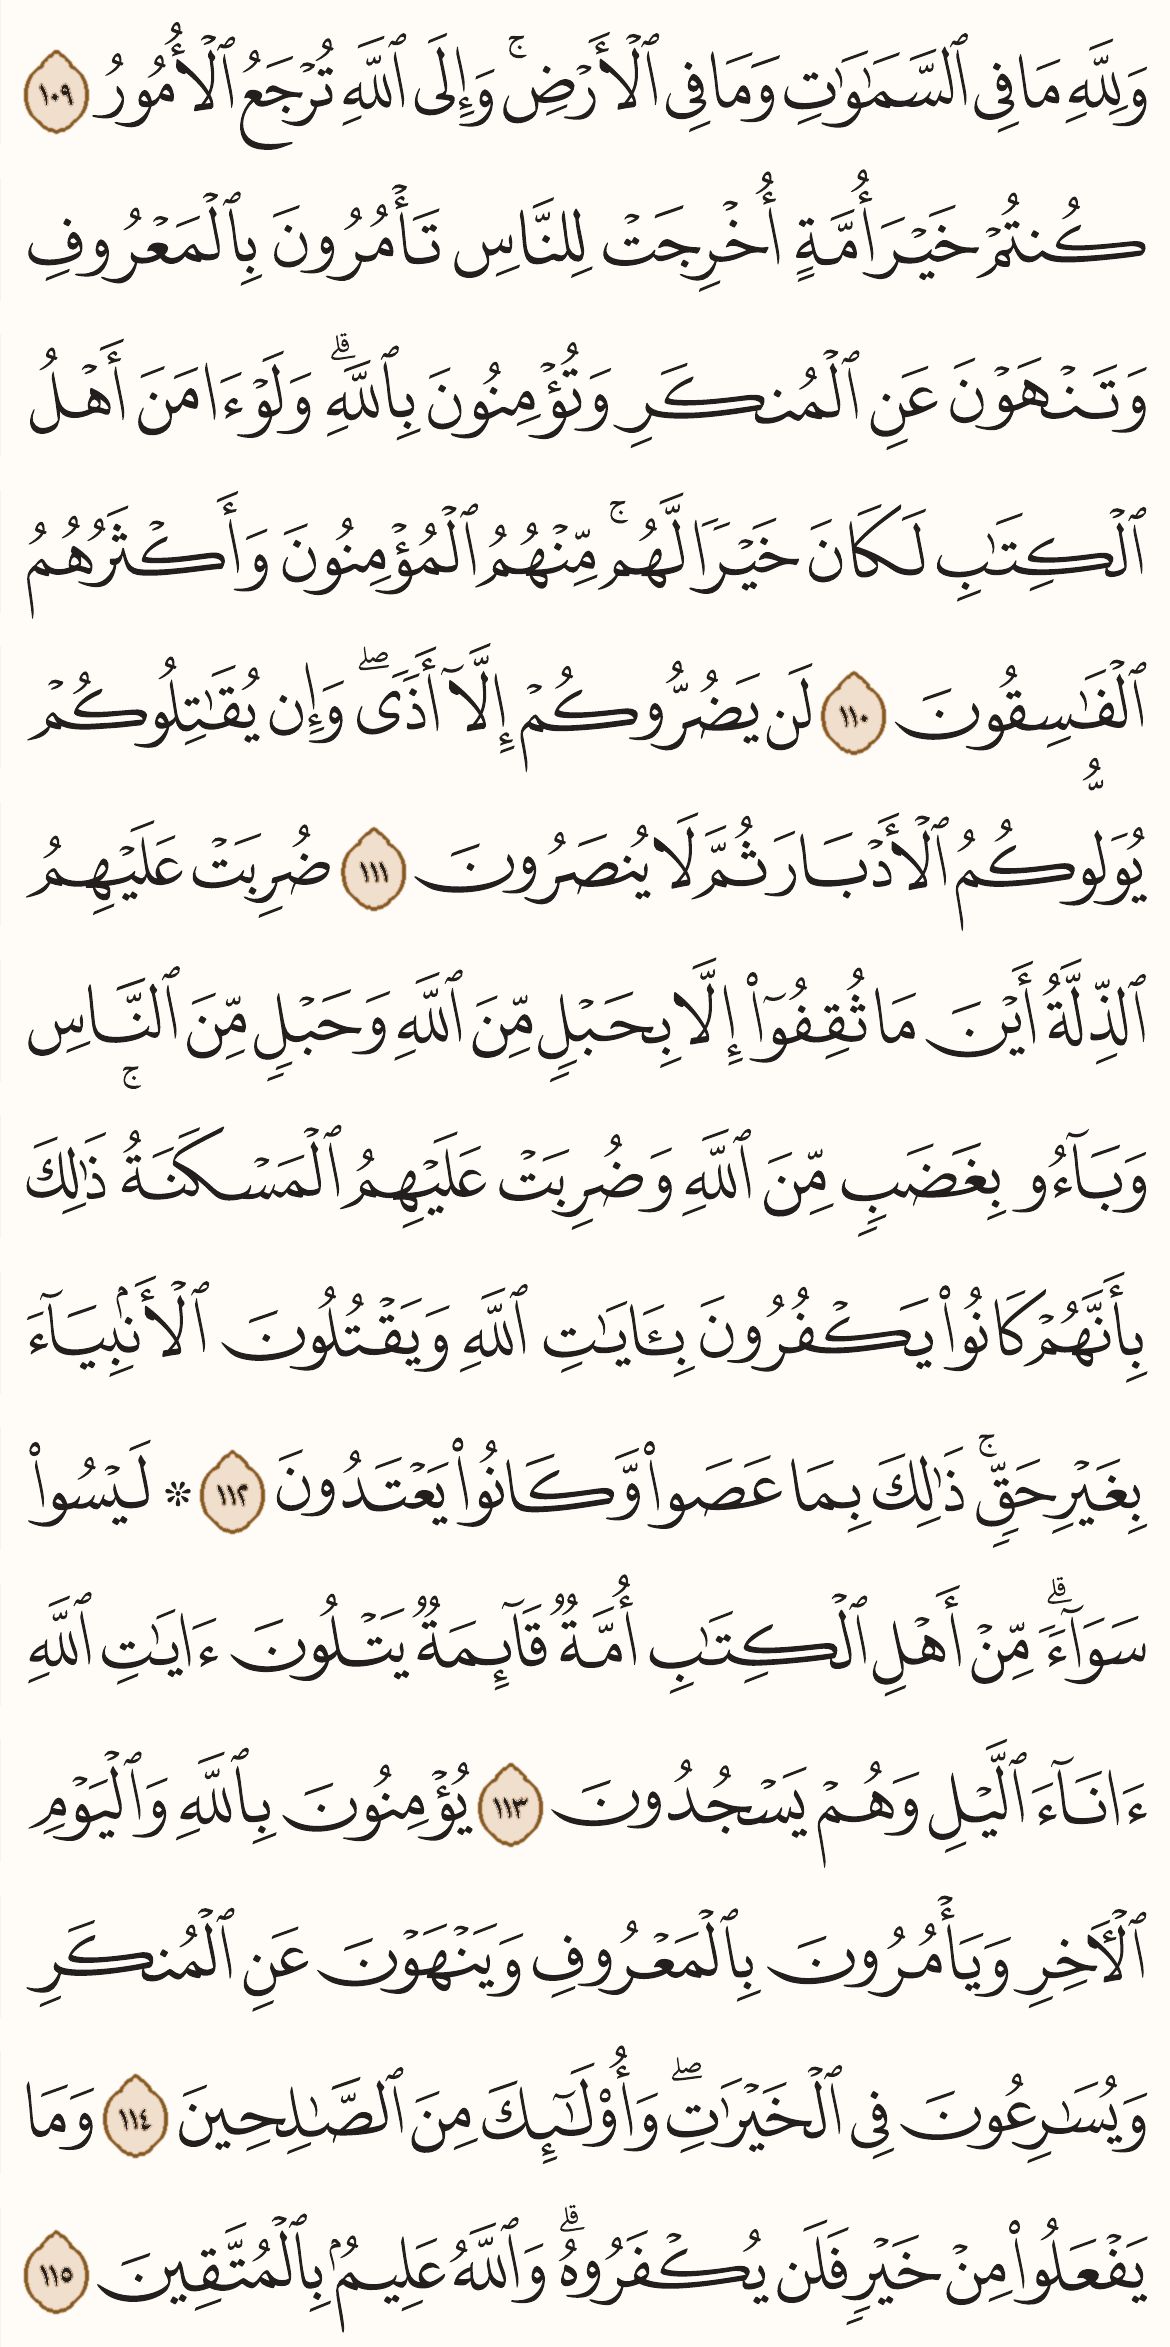 وَلِلَّهِ مَا فِى ٱلسَّمَٰوَٰتِ وَمَا فِى ٱلْأَرْضِ ۚ وَإِلَى ٱللَّهِ تُرْجَعُ ٱلْأُمُورُ ١٠٩
كُنتُمْ خَيْرَ أُمَّةٍ أُخْرِجَتْ لِلنَّاسِ تَأْمُرُونَ بِٱلْمَعْرُوفِ
وَتَنْهَوْنَ عَنِ ٱلْمُنكَرِ وَتُؤْمِنُونَ بِٱللَّهِ ۗ وَلَوْ ءَامَنَ أَهْلُ
ٱلْكِتَٰبِ لَكَانَ خَيْرًا لَّهُم ۚ مِّنْهُمُ ٱلْمُؤْمِنُونَ وَأَكْثَرُهُمُ
ٱلْفَٰسِقُونَ ١١٠ لَن يَضُرُّوكُمْ إِلَّآ أَذًى ۖ وَإِن يُقَٰتِلُوكُمْ
يُوَلُّوكُمُ ٱلْأَدْبَارَ ثُمَّ لَا يُنصَرُونَ ١١١ ضُرِبَتْ عَلَيْهِمُ
ٱلذِّلَّةُ أَيْنَ مَا ثُقِفُوٓا۟ إِلَّا بِحَبْلٍ مِّنَ ٱللَّهِ وَحَبْلٍ مِّنَ ٱلنَّاسِ
وَبَآءُو بِغَضَبٍ مِّنَ ٱللَّهِ وَضُرِبَتْ عَلَيْهِمُ ٱلْمَسْكَنَةُ ۚ ذَٰلِكَ
بِأَنَّهُمْ كَانُوا۟ يَكْفُرُونَ بِـَٔايَٰتِ ٱللَّهِ وَيَقْتُلُونَ ٱلْأَنۢبِيَآءَ
بِغَيْرِ حَقٍّ ۚ ذَٰلِكَ بِمَا عَصَوا۟ وَّكَانُوا۟ يَعْتَدُونَ ١١٢ ۞ لَيْسُوا۟
سَوَآءً ۗ مِّنْ أَهْلِ ٱلْكِتَٰبِ أُمَّةٌ قَآئِمَةٌ يَتْلُونَ ءَايَٰتِ ٱللَّهِ
ءَانَآءَ ٱلَّيْلِ وَهُمْ يَسْجُدُونَ ١١٣ يُؤْمِنُونَ بِٱللَّهِ وَٱلْيَوْمِ
ٱلْـَٔاخِرِ وَيَأْمُرُونَ بِٱلْمَعْرُوفِ وَيَنْهَوْنَ عَنِ ٱلْمُنكَرِ
وَيُسَٰرِعُونَ فِى ٱلْخَيْرَٰتِ ۖ وَأُو۟لَٰٓئِكَ مِنَ ٱلصَّٰلِحِينَ ١١٤ وَمَا
يَفْعَلُوا۟ مِنْ خَيْرٍ فَلَن يُكْفَرُوهُ ۗ وَٱللَّهُ عَلِيمٌۢ بِٱلْمُتَّقِينَ ١١٥